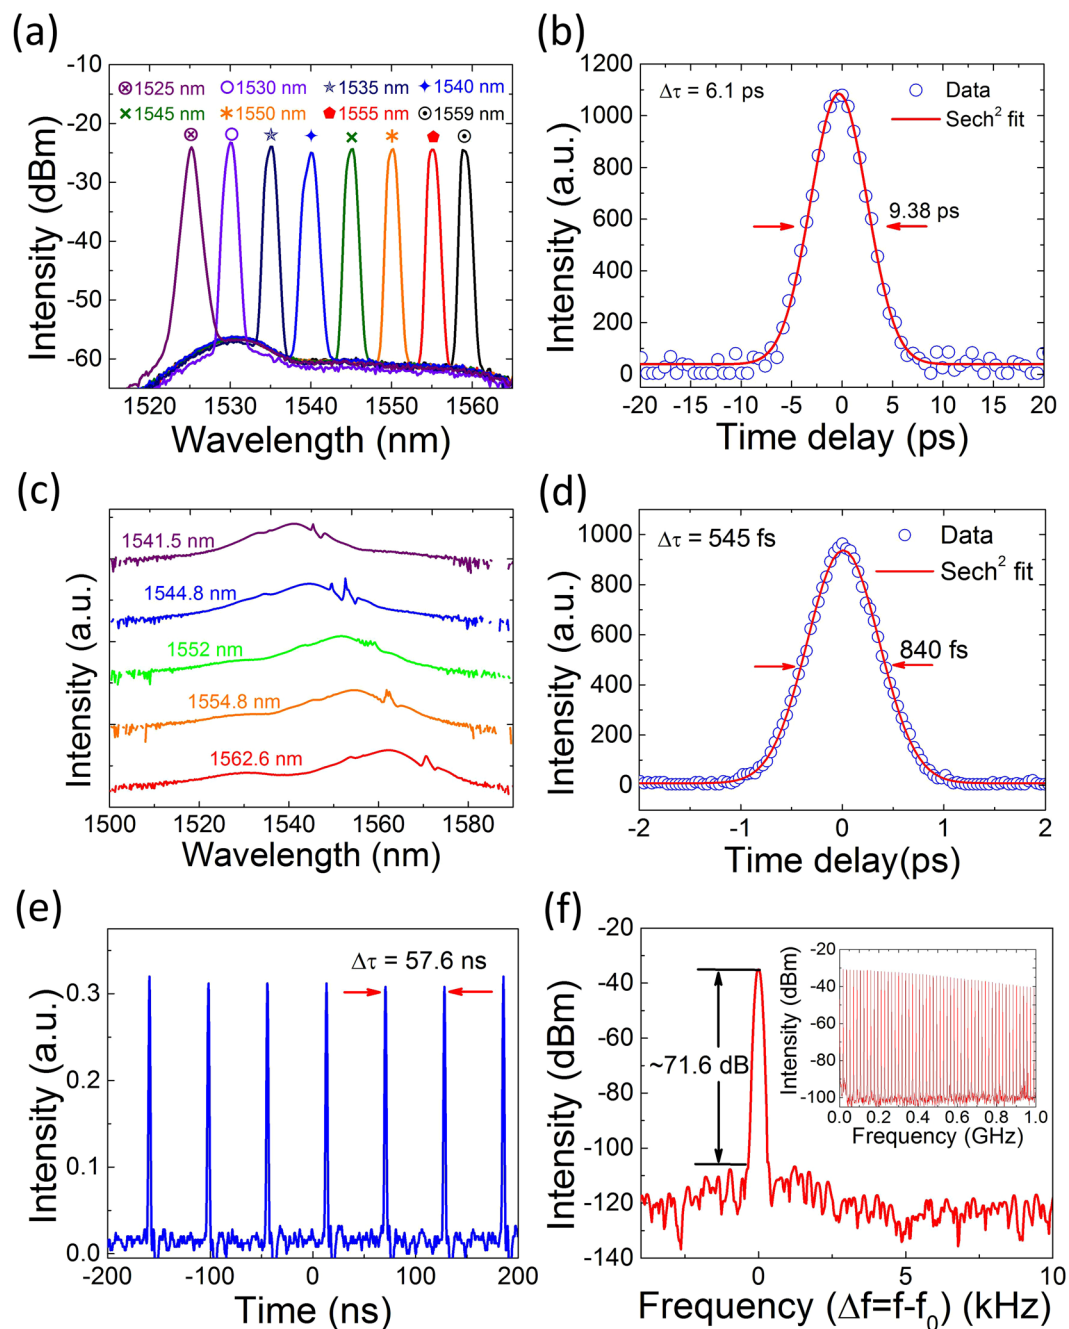 (a)
-10
-20
-30
-40
-50
-60
Intensity (dBm)
1525 nm 1530 nm 1535 nm 1540 nm
1545 nm 1550 nm 1555 nm 1559 nm
1520 1530 1540 1550 1560
Wavelength (nm)
(b)
1200
1000
800
600
400
200
0
Intensity (a.u.)
Δτ = 6.1 ps
Data
Sech² fit
9.38 ps
-20 -15 -10 -5 0 5 10 15 20
Time delay (ps)
(c)
Intensity (a.u.)
1541.5 nm
1544.8 nm
1552 nm
1554.8 nm
1562.6 nm
1500 1520 1540 1560 1580
Wavelength (nm)
(d)
1000
800
600
400
200
0
Intensity (a.u.)
Δτ = 545 fs
Data
Sech² fit
840 fs
-2 -1 0 1 2
Time delay(ps)
(e)
0.3
0.2
0.1
0.0
Intensity (a.u.)
Δτ = 57.6 ns
-200 -100 0 100 200
Time (ns)
(f)
-20
-40
-60
-80
-100
-120
-140
Intensity (dBm)
~71.6 dB
-20
-40
-60
-80
-100
Intensity (dBm)
0.0 0.2 0.4 0.6 0.8 1.0
Frequency (GHz)
0 5 10
Frequency (Δf=f-f₀) (kHz)